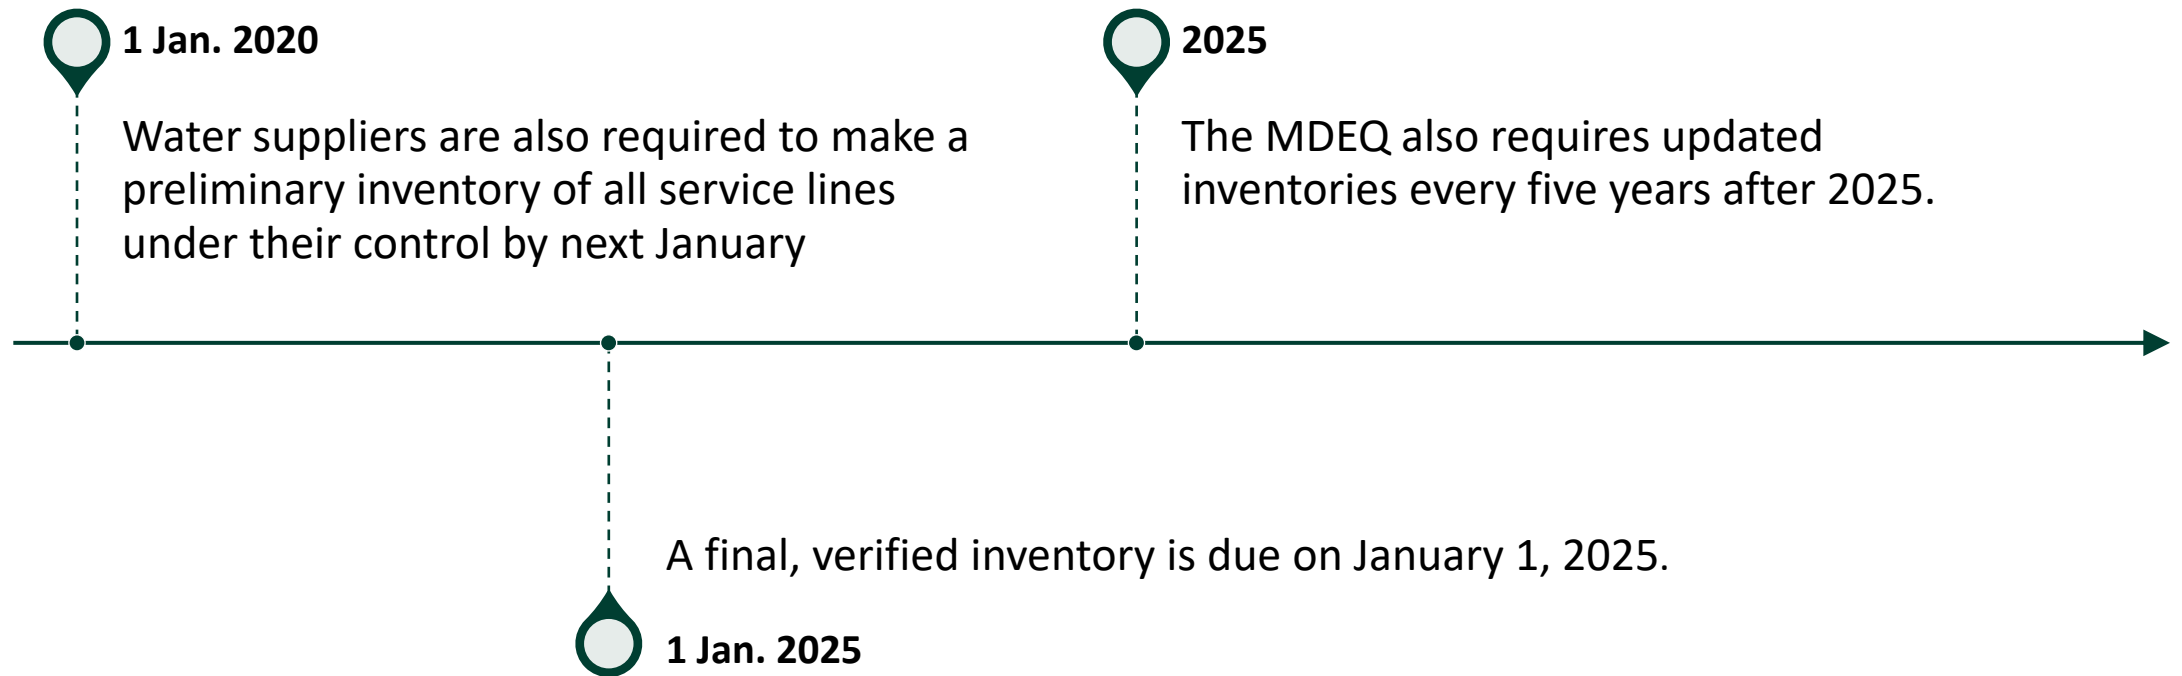 1 Jan. 2020
Water suppliers are also required to make a
preliminary inventory of all service lines
under their control by next January
2025
The MDEQ also requires updated
inventories every five years after 2025.
A final, verified inventory is due on January 1, 2025.
1 Jan. 2025